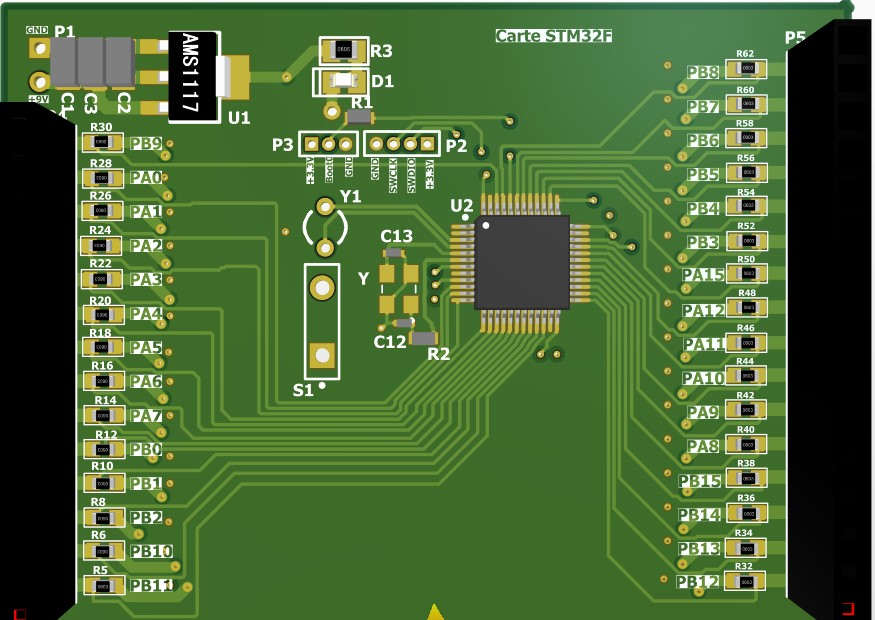 Carte STM32F
GND
P1
+9V
C1
C3
C2
AMS1117
U1
R3
D1
R1
P3
P2
+3.3V
Boot0
GND
GND
SWCLK
SWDIO
+3.3V
P5
Y1
U2
C13
Y
C12
R2
S1
R30
PB9
R28
PA0
R26
PA1
R24
PA2
R22
PA3
R20
PA4
R18
PA5
R16
PA6
R14
PA7
R12
PB0
R10
PB1
R8
PB2
R6
PB10
R5
PB11
R62
PB8
R60
PB7
R58
PB6
R56
PB5
R54
PB4
R52
PB3
R50
PA15
R48
PA12
R46
PA11
R44
PA10
R42
PA9
R40
PA8
R38
PB15
R36
PB14
R34
PB13
R32
PB12